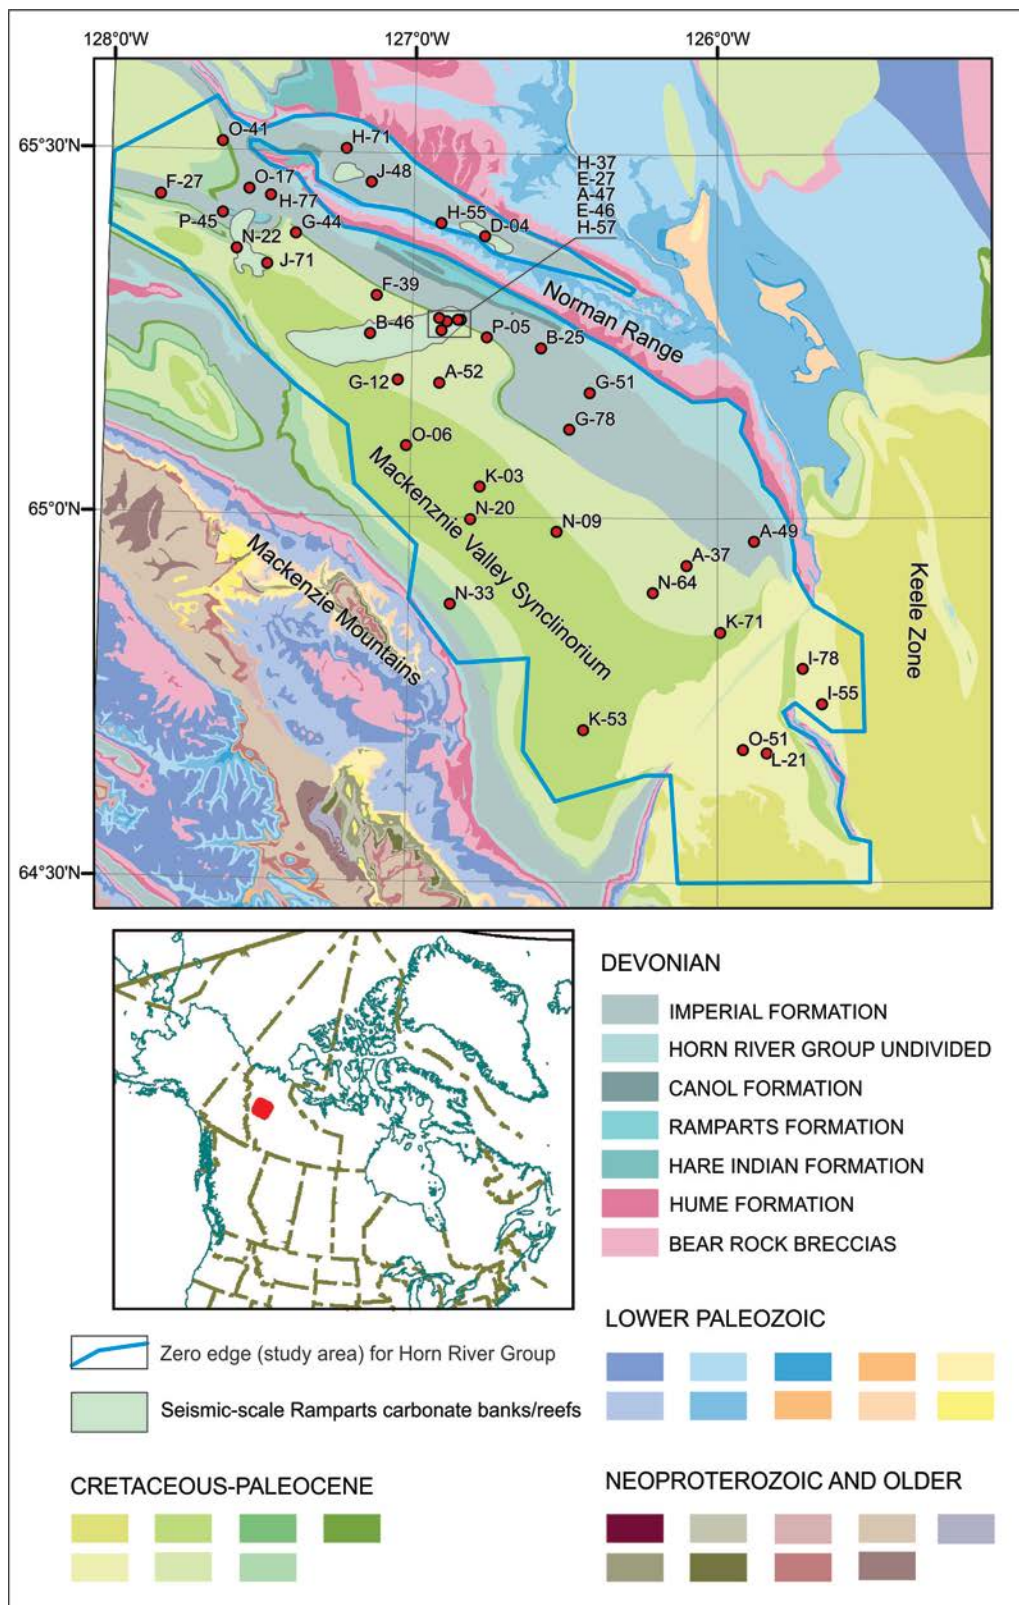 128°0'W 127°0'W 126°0'W
65°30'N
65°0'N
64°30'N
O-41
H-71
H-37
E-27
A-47
E-46
H-57
J-48
F-27
O-17
H-77
P-45
G-44
H-55
D-04
N-22
J-71
F-39
Norman Range
B-46
P-05
B-25
G-12
A-52
G-51
G-78
O-06
Mackenznie Valley Synclinorium
K-03
N-20
N-09
A-49
A-37
N-64
Mackenzie Mountains
N-33
Keele Zone
K-71
I-78
I-55
K-53
O-51
L-21
DEVONIAN
IMPERIAL FORMATION
HORN RIVER GROUP UNDIVIDED
CANOL FORMATION
RAMPARTS FORMATION
HARE INDIAN FORMATION
HUME FORMATION
BEAR ROCK BRECCIAS
LOWER PALEOZOIC
Zero edge (study area) for Horn River Group
Seismic-scale Ramparts carbonate banks/reefs
CRETACEOUS-PALEOCENE
NEOPROTEROZOIC AND OLDER